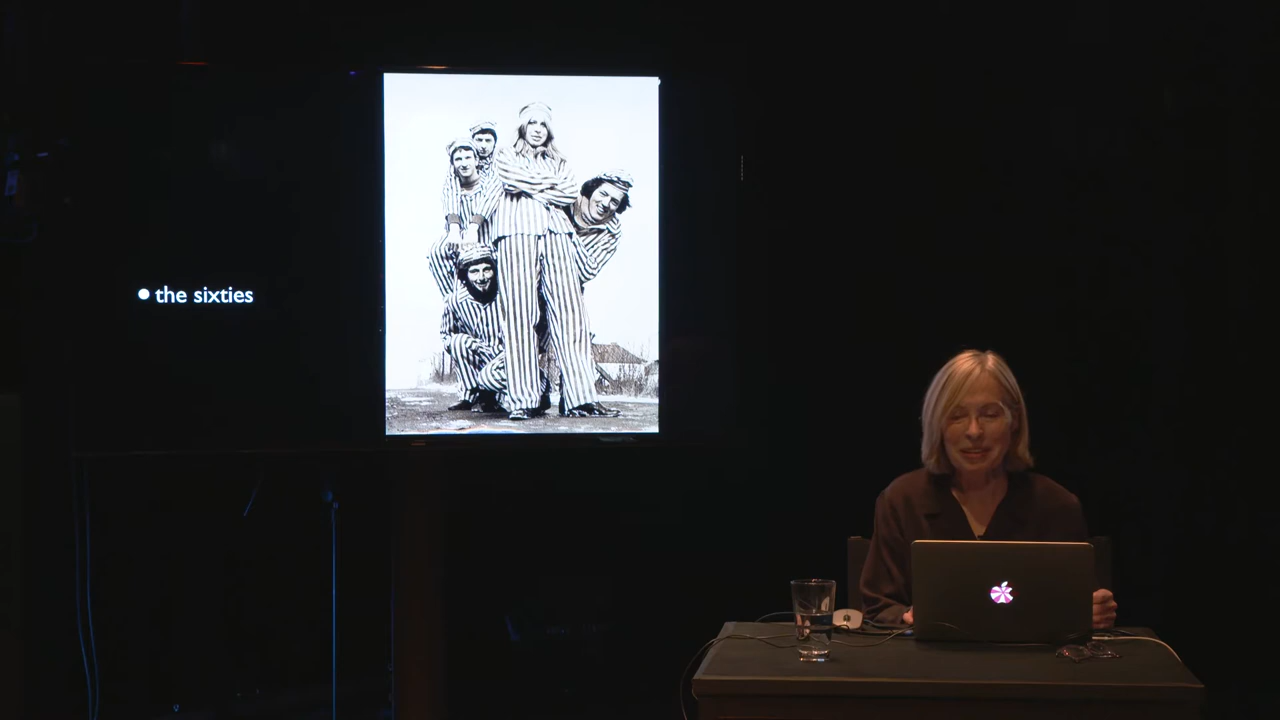 • the sixties